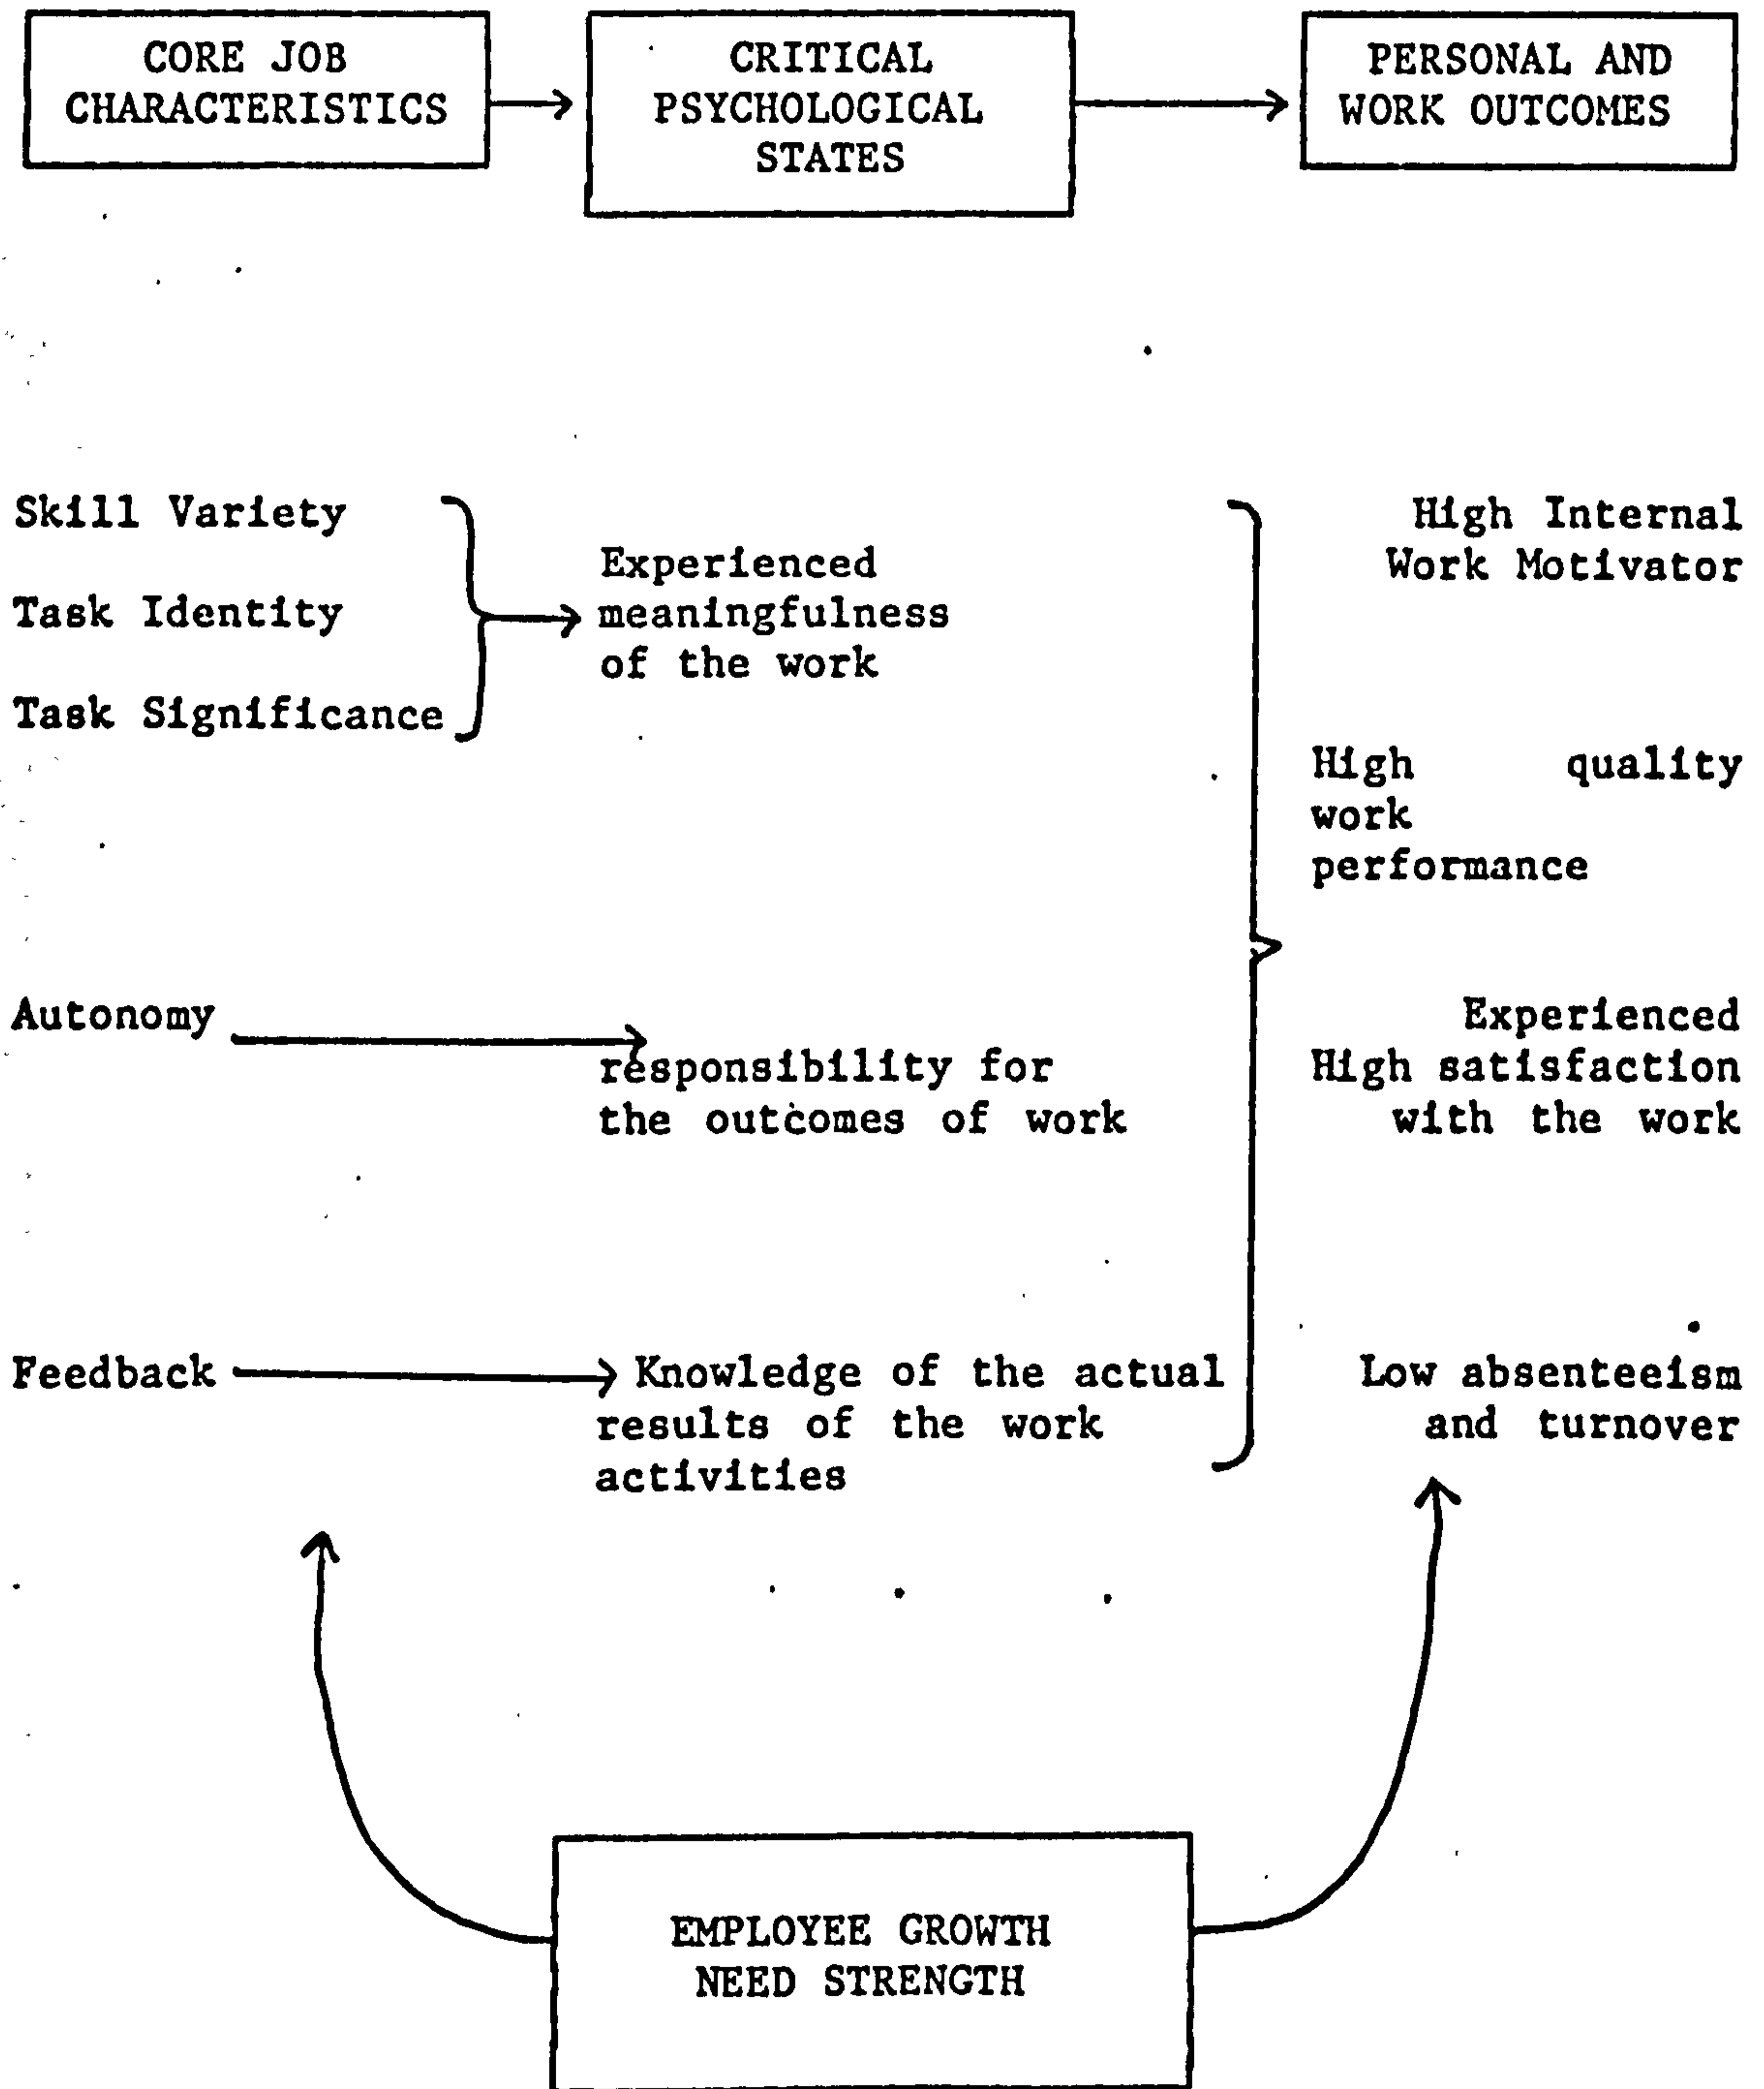 CORE JOB
CHARACTERISTICS
CRITICAL
PSYCHOLOGICAL
STATES
PERSONAL AND
WORK OUTCOMES
Skill Variety
Task Identity
Task Significance
Experienced
meaningfulness
of the work
High Internal
Work Motivator
High quality
work
performance
Autonomy
responsibility for
the outcomes of work
Experienced
High satisfaction
with the work
Feedback
Knowledge of the actual
results of the work
activities
Low absenteeism
and turnover
EMPLOYEE GROWTH
NEED STRENGTH